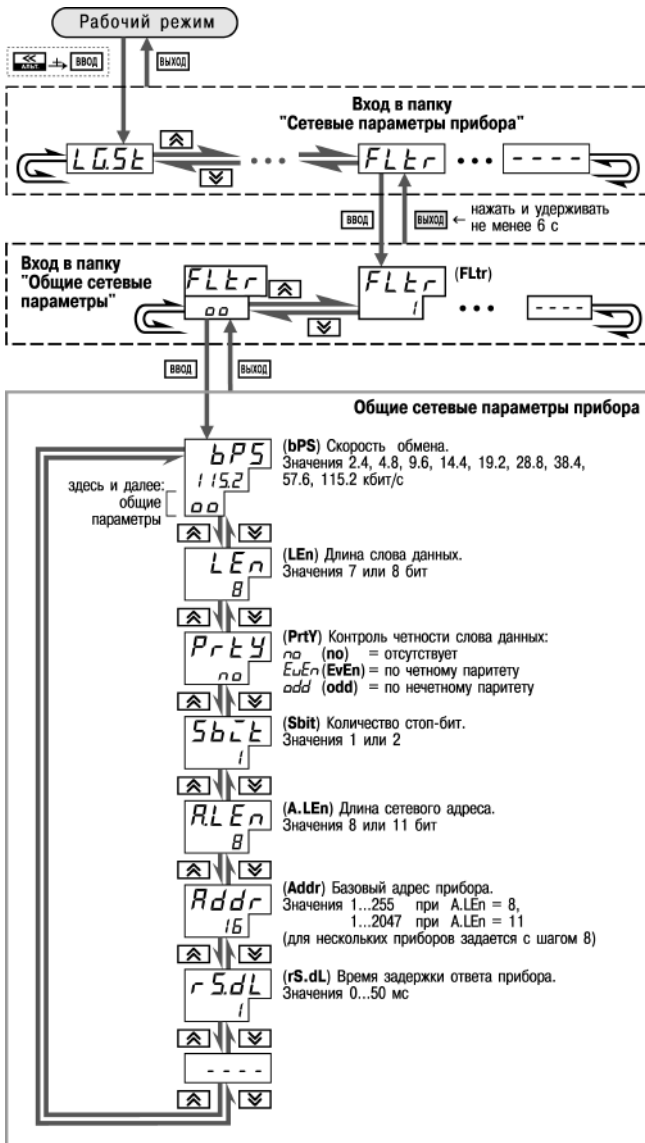 Рабочий режим
≪
АЛЬТ.
ВВОД
ВЫХОД
Вход в папку
"Сетевые параметры прибора"
LG.St
• • •
FLtr
• • •
- - - -
ВВОД
ВЫХОД
← нажать и удерживать
не менее 6 с
Вход в папку
"Общие сетевые
параметры"
FLtr
oo
FLtr
1
(FLtr)
• • •
- - - -
ВВОД
ВЫХОД
Общие сетевые параметры прибора
bPS
115.2
oo
здесь и далее:
общие
параметры
(bPS) Скорость обмена.
Значения 2.4, 4.8, 9.6, 14.4, 19.2, 28.8, 38.4,
57.6, 115.2 кбит/с
LEn
8
(LEn) Длина слова данных.
Значения 7 или 8 бит
PrtY
no
(PrtY) Контроль четности слова данных:
no (no) = отсутствует
EvEn (EvEn) = по четному паритету
odd (odd) = по нечетному паритету
Sbit
1
(Sbit) Количество стоп-бит.
Значения 1 или 2
A.LEn
8
(A.LEn) Длина сетевого адреса.
Значения 8 или 11 бит
Addr
16
(Addr) Базовый адрес прибора.
Значения 1...255 при A.LEn = 8,
1...2047 при A.LEn = 11
(для нескольких приборов задается с шагом 8)
rS.dL
1
(rS.dL) Время задержки ответа прибора.
Значения 0...50 мс
- - - -